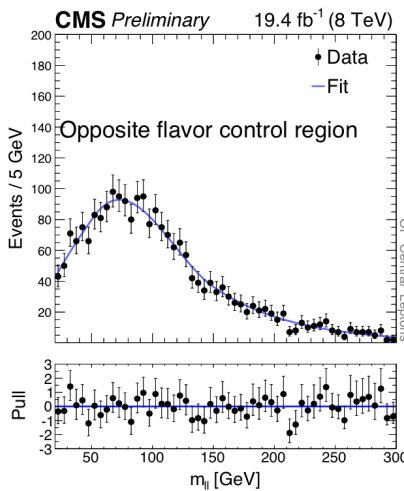 CMS Preliminary 19.4 fb⁻¹ (8 TeV)
200
180
160
140
120
100
80
60
40
20
Events / 5 GeV
Data
Fit
Opposite flavor control region
Central Leptons
3
2
1
0
-1
-2
-3
Pull
50 100 150 200 250 300
m_ll [GeV]